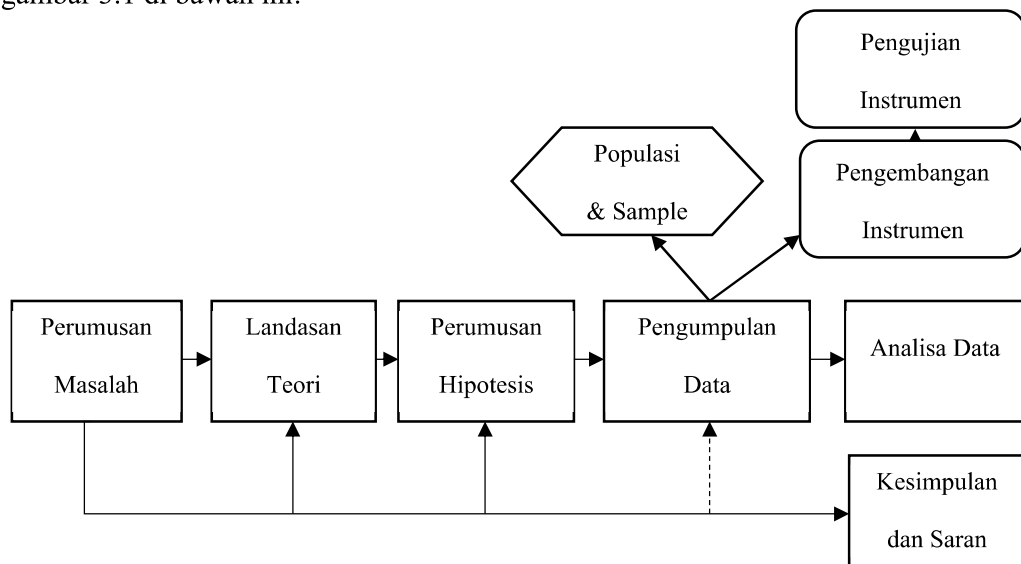 gambar 3.1 di bawah ini:
Pengujian
Instrumen
Populasi
& Sample
Pengembangan
Instrumen
Perumusan
Masalah
Landasan
Teori
Perumusan
Hipotesis
Pengumpulan
Data
Analisa Data
Kesimpulan
dan Saran